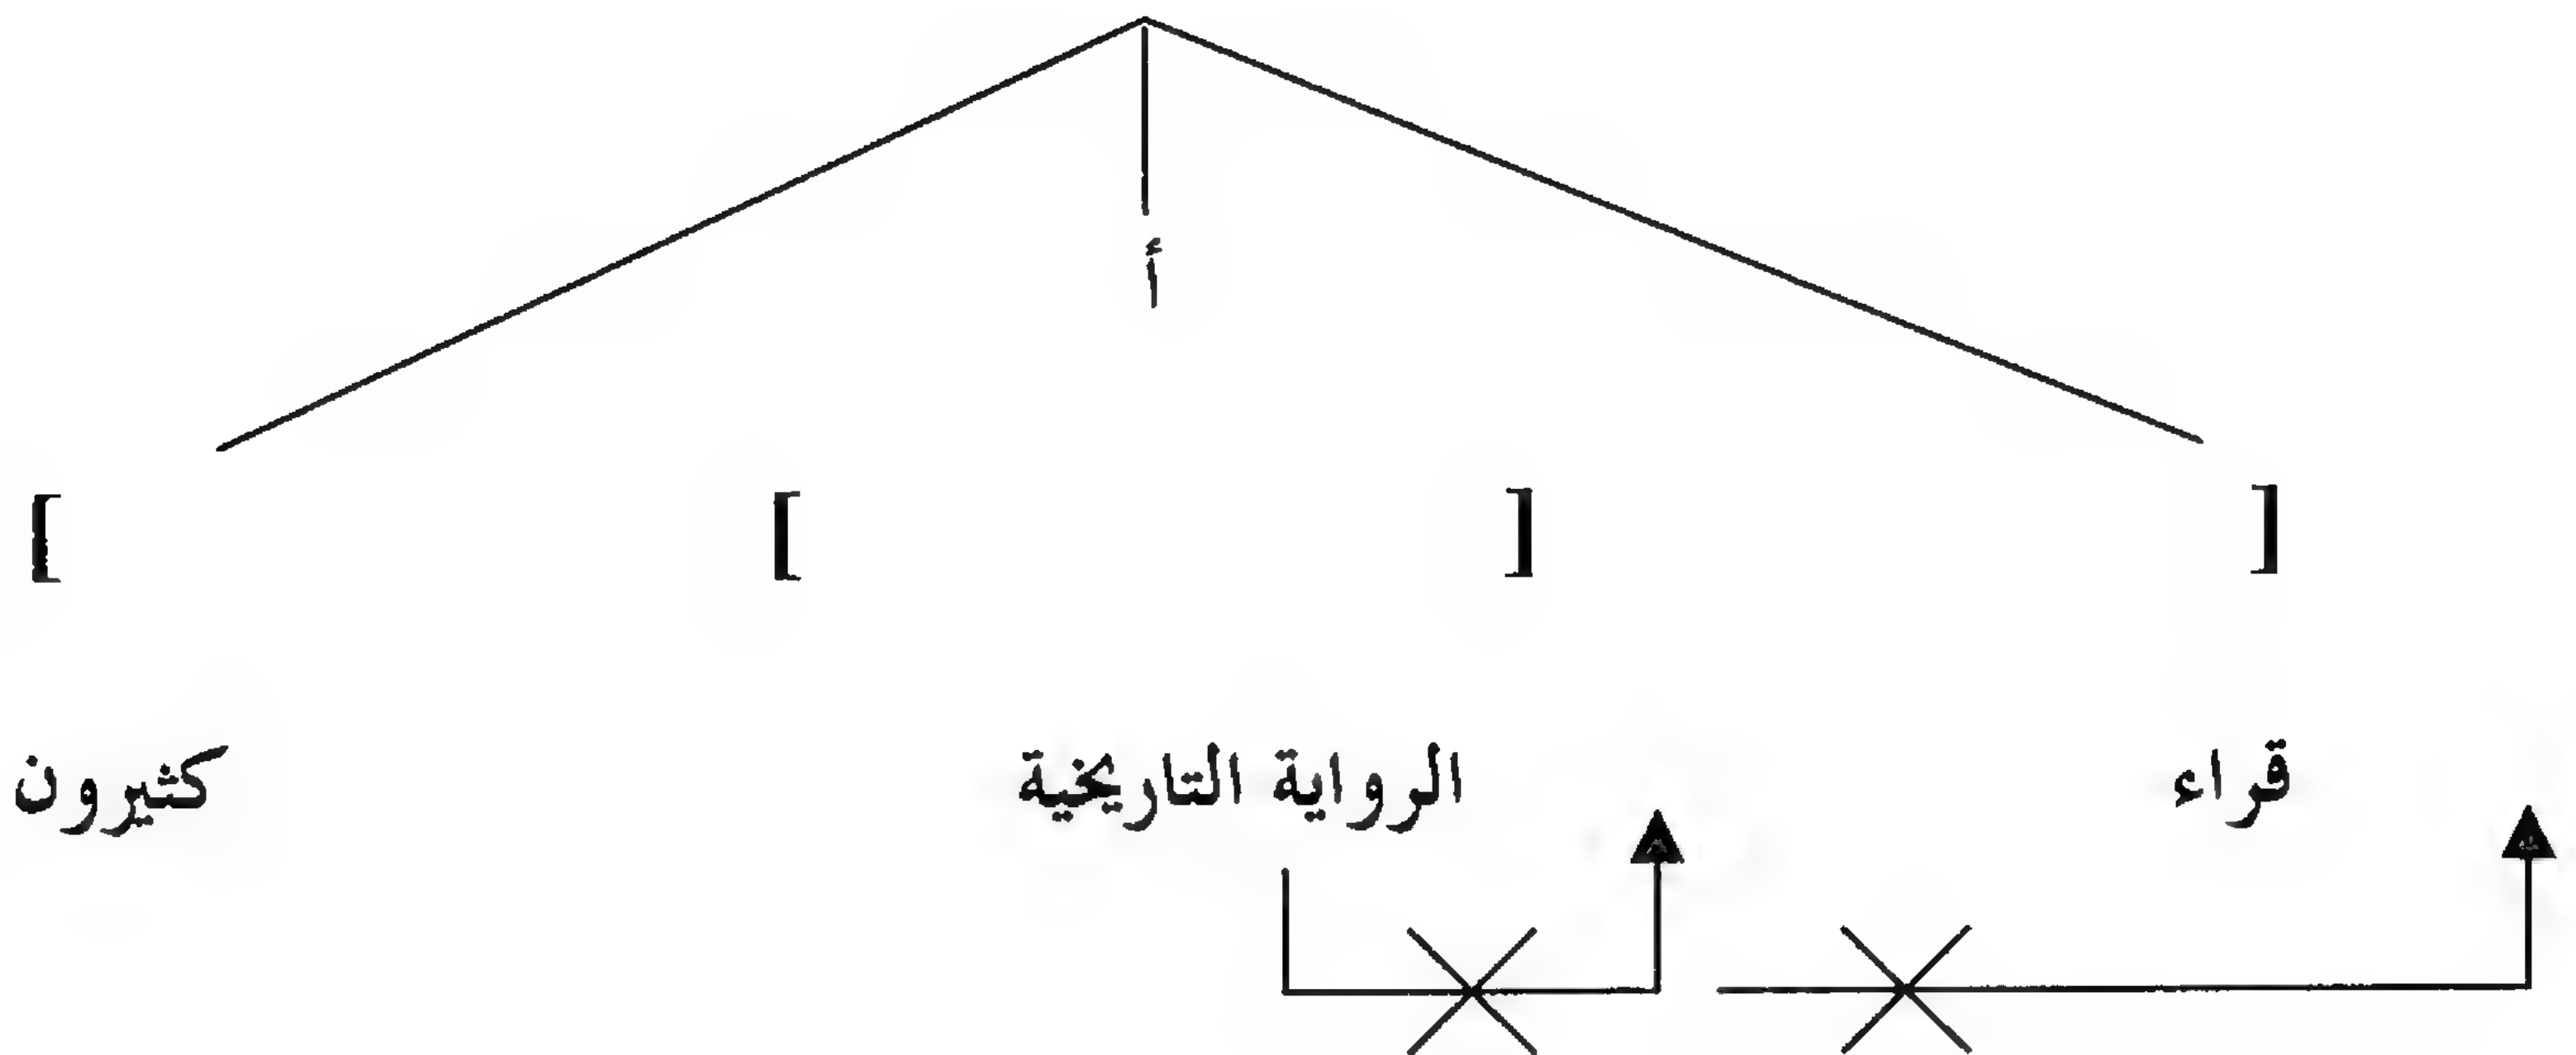 أ
[ ] [ ]
قراء الرواية التاريخية كثيرون